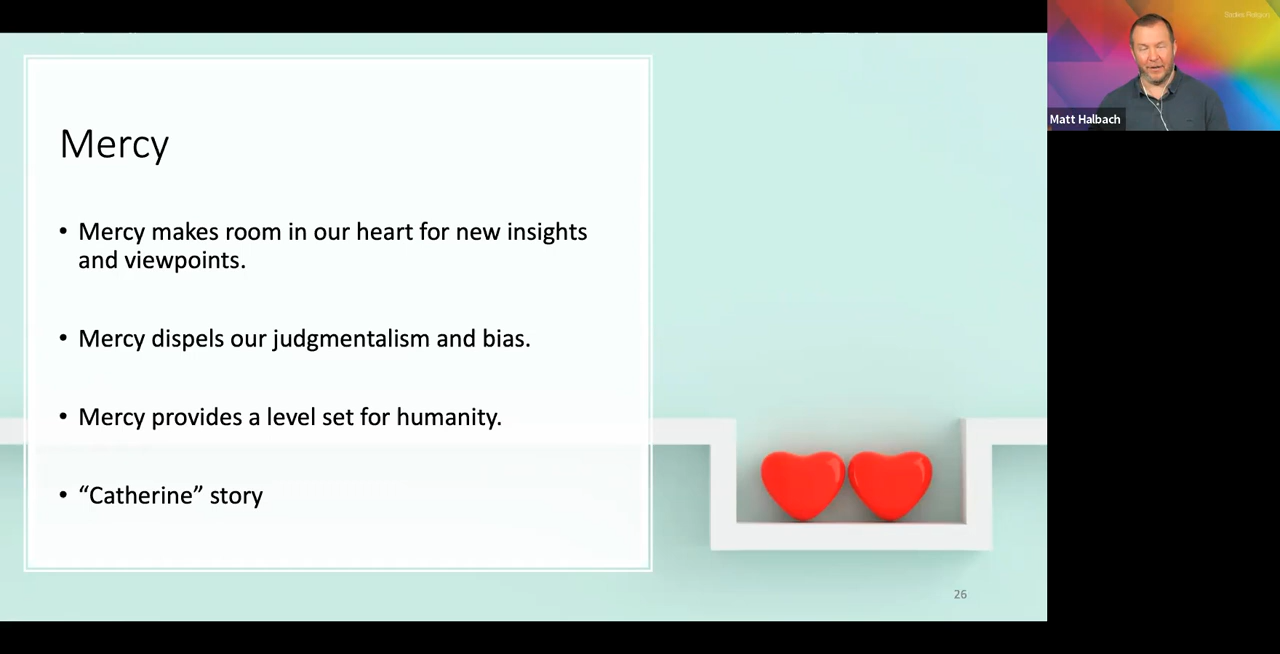 Mercy
• Mercy makes room in our heart for new insights
and viewpoints.
• Mercy dispels our judgmentalism and bias.
• Mercy provides a level set for humanity.
• “Catherine” story
26
Matt Halbach